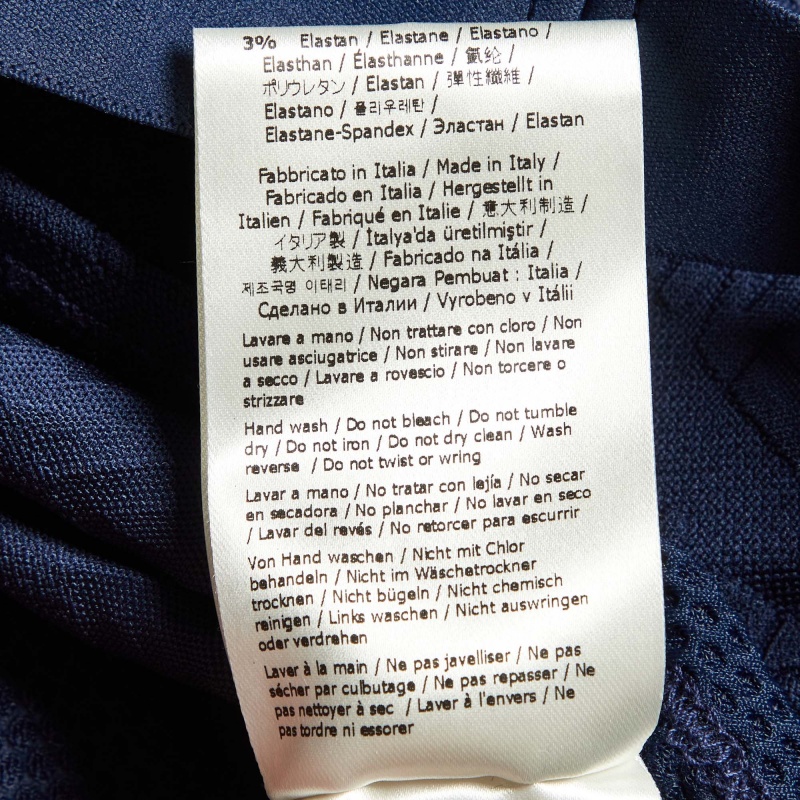 3% Elastan / Elastane / Elastano /
Elasthan / Élasthanne / 氨纶 /
ポリウレタン / Elastan / 彈性纖維 /
Elastano / 폴리우레탄 /
Elastane-Spandex / Эластан / Elastan
Fabbricato in Italia / Made in Italy /
Fabricado en Italia / Hergestellt in
Italien / Fabriqué en Italie / 意大利制造 /
イタリア製 / İtalya'da üretilmiştir /
義大利製造 / Fabricado na Itália /
제조국명 이태리 / Negara Pembuat : Italia /
Сделано в Италии / Vyrobeno v Itálii
Lavare a mano / Non trattare con cloro / Non
usare asciugatrice / Non stirare / Non lavare
a secco / Lavare a rovescio / Non torcere o
strizzare
Hand wash / Do not bleach / Do not tumble
dry / Do not iron / Do not dry clean / Wash
reverse / Do not twist or wring
Lavar a mano / No tratar con lejía / No secar
en secadora / No planchar / No lavar en seco
/ Lavar del revés / No retorcer para escurrir
Von Hand waschen / Nicht mit Chlor
behandeln / Nicht im Wäschetrockner
trocknen / Nicht bügeln / Nicht chemisch
reinigen / Links waschen / Nicht auswringen
oder verdrehen
Laver à la main / Ne pas javelliser / Ne pas
sécher par culbutage / Ne pas repasser / Ne
pas nettoyer à sec / Laver à l'envers / Ne
pas tordre ni essorer